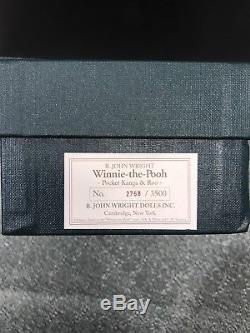 R. JOHN WRIGHT
Winnie-the-Pooh
- Pocket Kanga & Roo -
No. 2768 / 3500
R. JOHN WRIGHT DOLLS INC.
Cambridge, New York